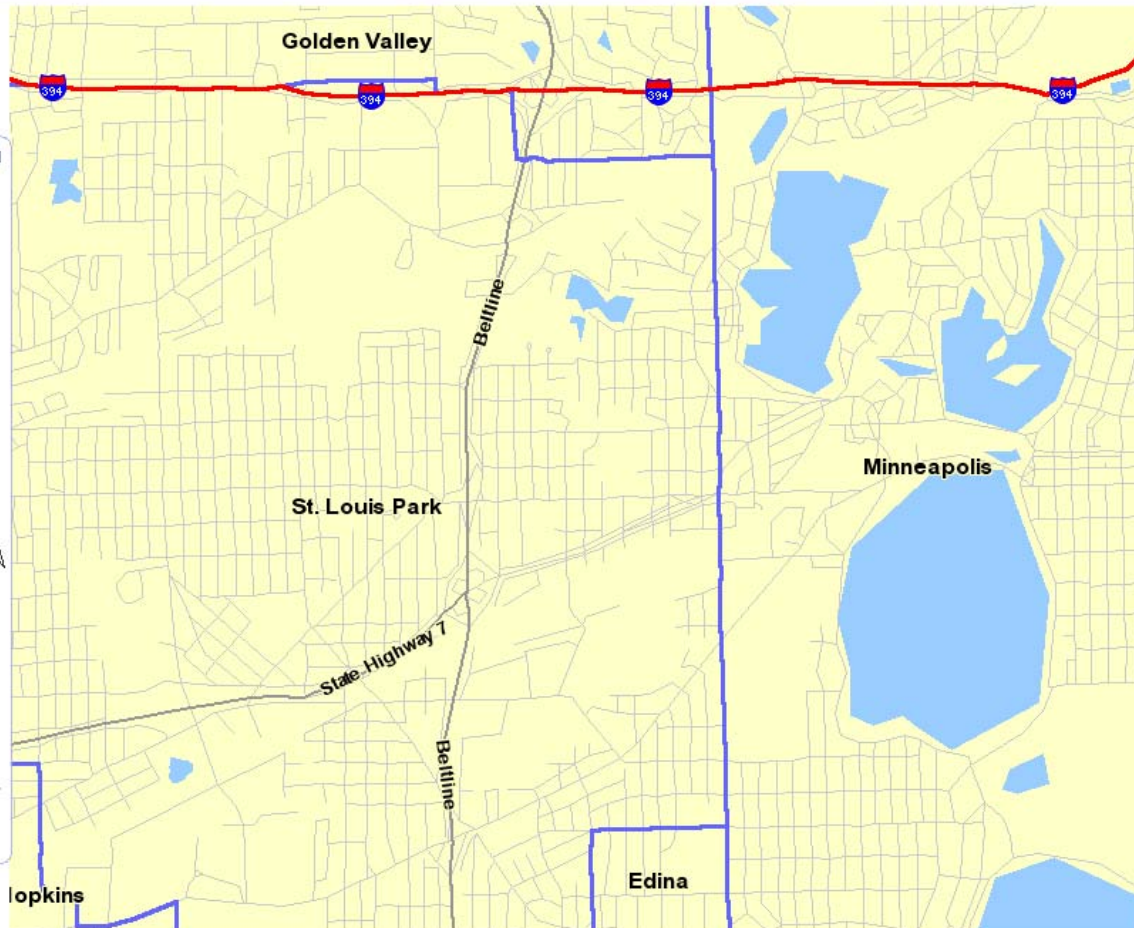 Golden Valley
394
394
394
394
Beltline
Minneapolis
St. Louis Park
State Highway 7
Beltline
Edina
lopkins